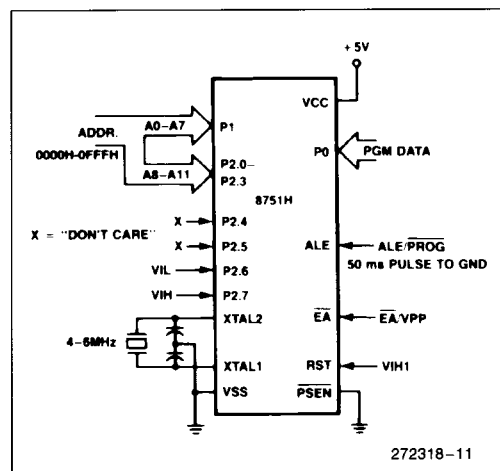 + 5V
VCC
ADDR.
0000H-0FFFH
A0–A7
P1
A8–A11
P2.0–
P2.3
P0
PGM DATA
8751H
X = "DON'T CARE"
X
P2.4
X
P2.5
VIL
P2.6
VIH
P2.7
ALE
ALE/PROG
50 ms PULSE TO GND
XTAL2
EA
EA/VPP
4–6MHz
XTAL1
RST
VIH1
VSS
PSEN
272318–11